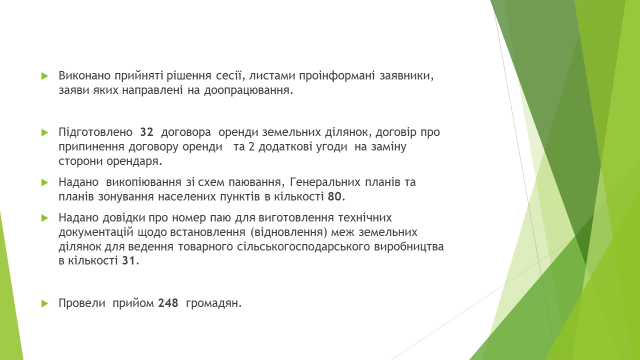 Виконано прийняті рішення сесії, листами проінформані заявники,
заяви яких направлені на доопрацювання.
Підготовлено 32 договора оренди земельних ділянок, договір про
припинення договору оренди та 2 додаткові угоди на заміну
сторони орендаря.
Надано викопіювання зі схем паювання, Генеральних планів та
планів зонування населених пунктів в кількості 80.
Надано довідки про номер паю для виготовлення технічних
документацій щодо встановлення (відновлення) меж земельних
ділянок для ведення товарного сільськогосподарського виробництва
в кількості 31.
Провели прийом 248 громадян.